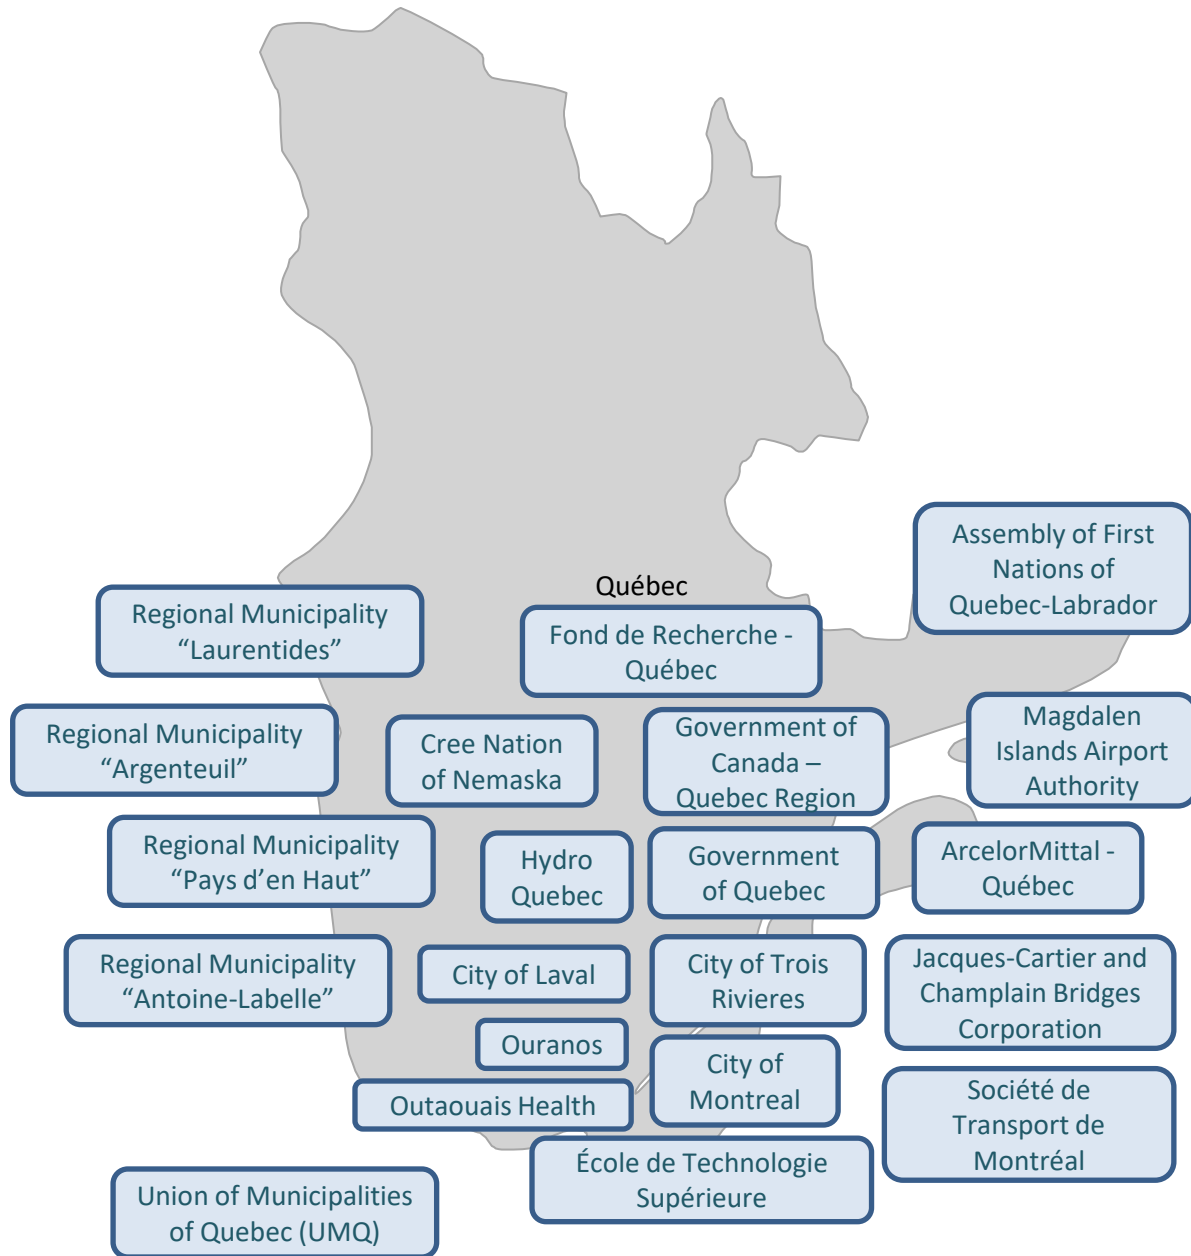 Assembly of First
Nations of
Quebec-Labrador
Québec
Regional Municipality
“Laurentides”
Fond de Recherche -
Québec
Regional Municipality
“Argenteuil”
Cree Nation
of Nemaska
Government of
Canada –
Quebec Region
Magdalen
Islands Airport
Authority
Regional Municipality
“Pays d’en Haut”
Hydro
Quebec
Government
of Quebec
ArcelorMittal -
Québec
Regional Municipality
“Antoine-Labelle”
City of Laval
City of Trois
Rivieres
Jacques-Cartier and
Champlain Bridges
Corporation
Ouranos
City of
Montreal
Outaouais Health
Société de
Transport de
Montréal
École de Technologie
Supérieure
Union of Municipalities
of Quebec (UMQ)